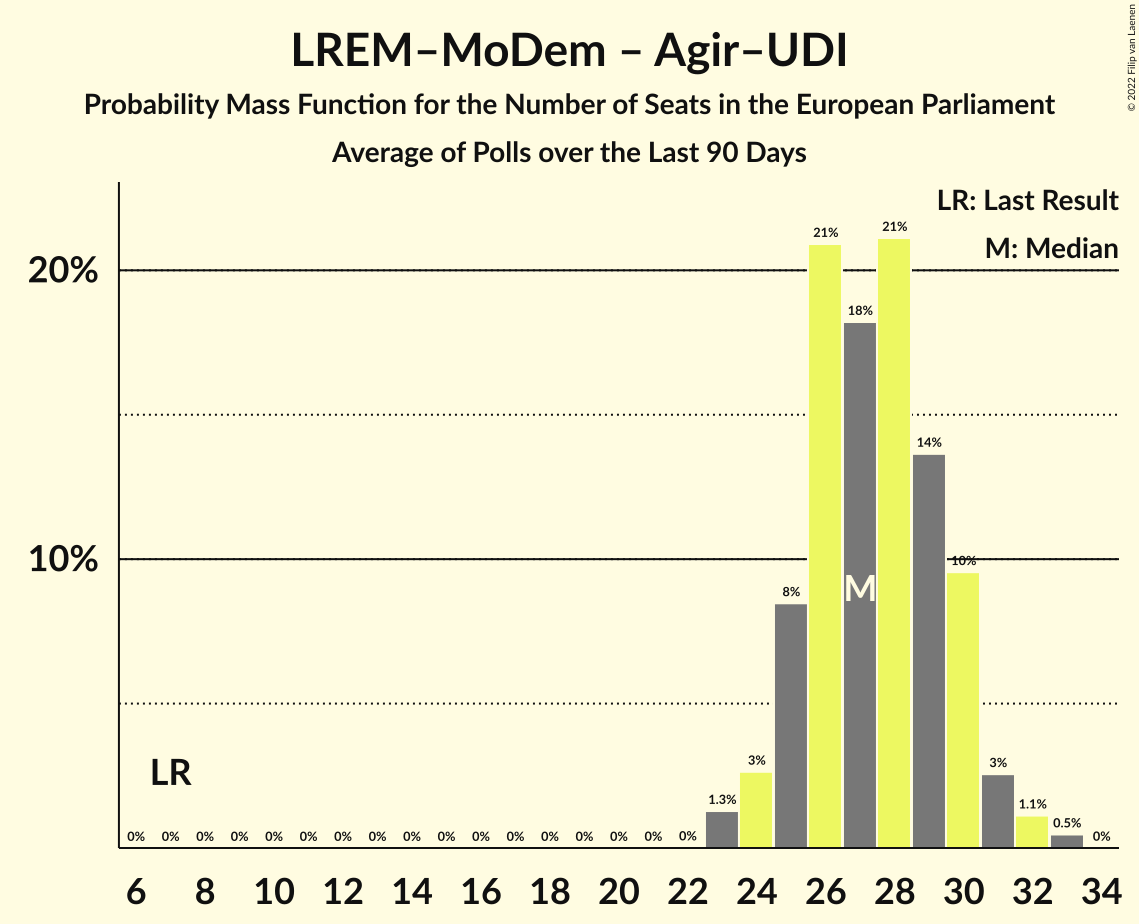 LREM–MoDem – Agir–UDI
Probability Mass Function for the Number of Seats in the European Parliament
Average of Polls over the Last 90 Days
© 2022 Filip van Laenen
LR: Last Result
M: Median
20%
10%
LR
M
0% 0% 0% 0% 0% 0% 0% 0% 0% 0% 0% 0% 0% 0% 0% 0% 0% 1.3% 3% 8% 21% 18% 21% 14% 10% 3% 1.1% 0.5% 0%
6 8 10 12 14 16 18 20 22 24 26 28 30 32 34